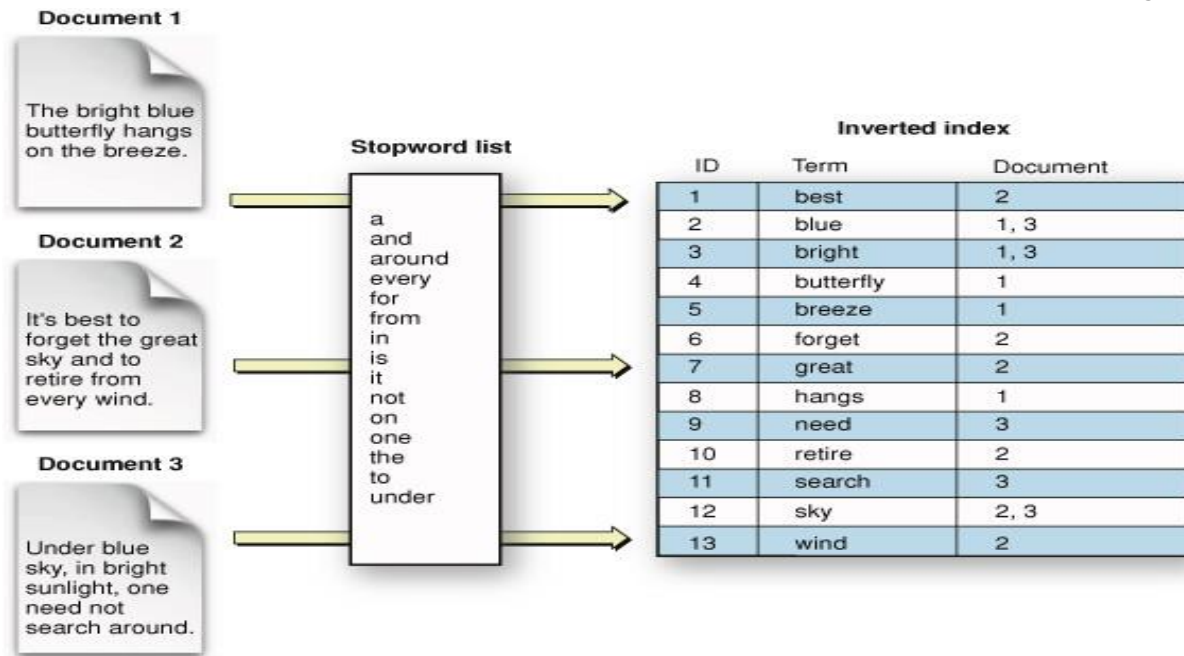 Document 1
The bright blue
butterfly hangs
on the breeze.
Document 2
It's best to
forget the great
sky and to
retire from
every wind.
Document 3
Under blue
sky, in bright
sunlight, one
need not
search around.
Stopword list
a
and
around
every
for
from
in
is
it
not
on
one
the
to
under
Inverted index
ID Term Document
1 best 2
2 blue 1, 3
3 bright 1, 3
4 butterfly 1
5 breeze 1
6 forget 2
7 great 2
8 hangs 1
9 need 3
10 retire 2
11 search 3
12 sky 2, 3
13 wind 2